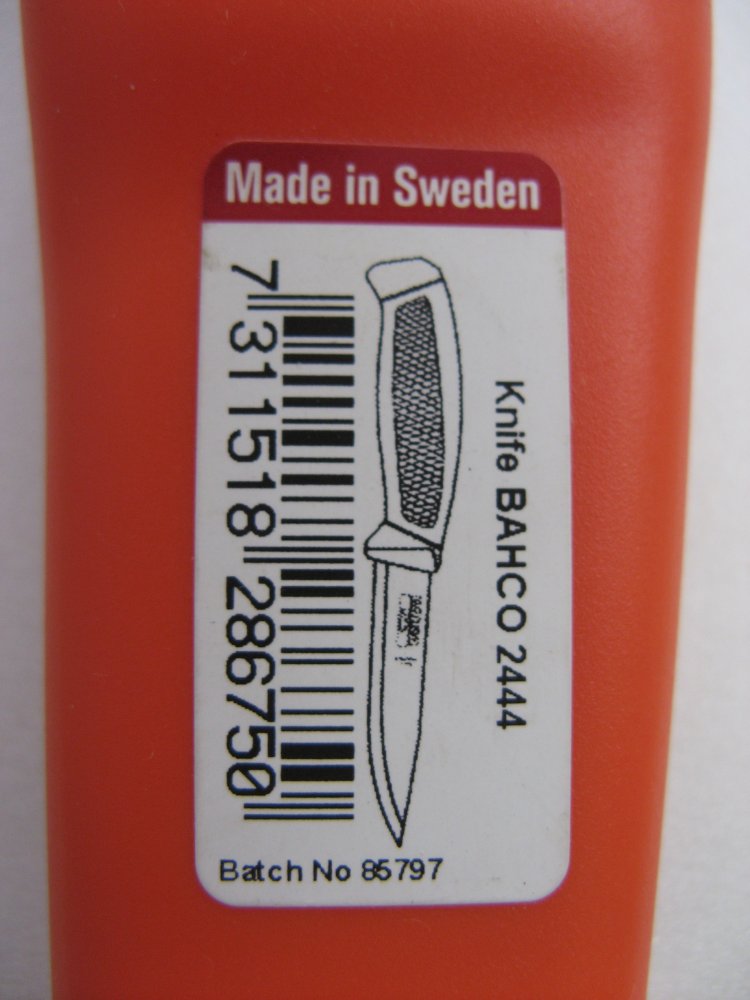 Made in Sweden
Knife BAHCO 2444
7 311518 286750
Batch No 85797